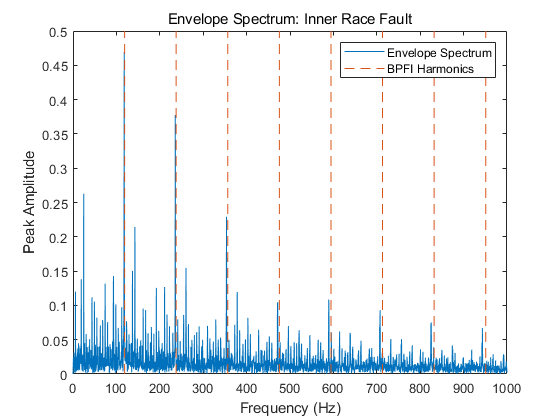 Envelope Spectrum: Inner Race Fault
0.5
0.45
0.4
0.35
0.3
0.25
0.2
0.15
0.1
0.05
0
Peak Amplitude
Envelope Spectrum
BPFI Harmonics
0 100 200 300 400 500 600 700 800 900 1000
Frequency (Hz)